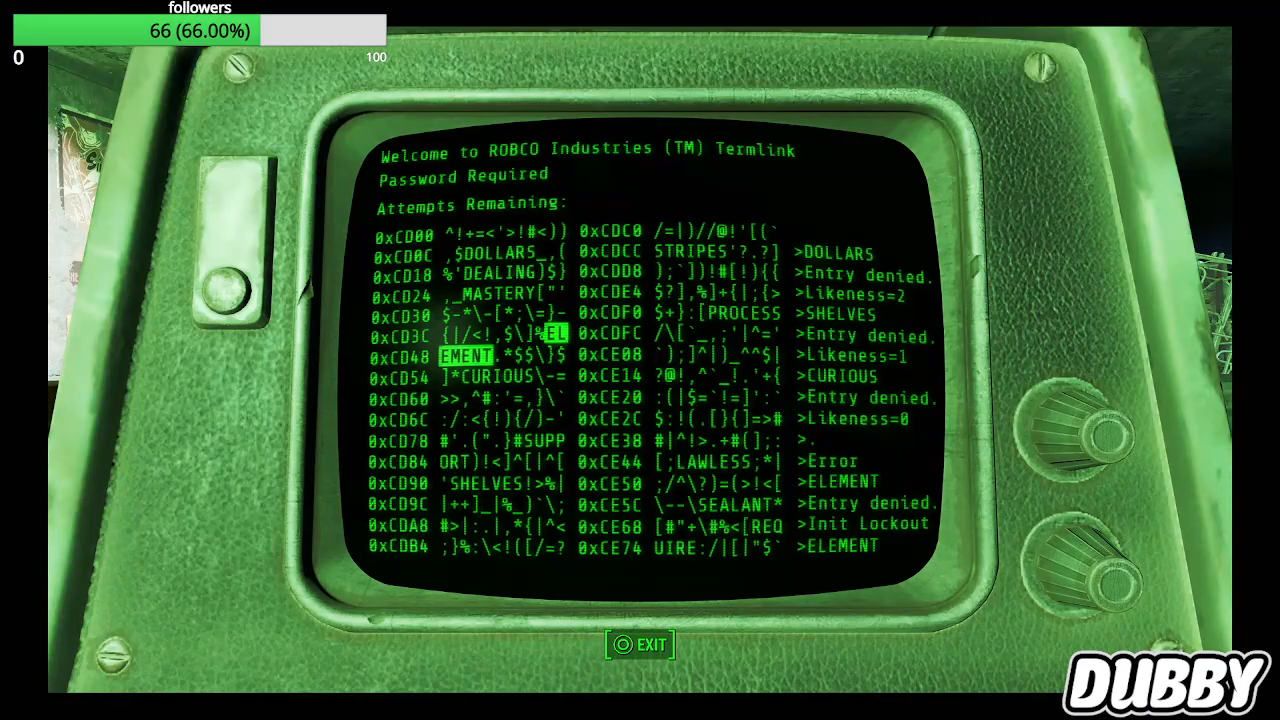 followers
66 (66.00%)
0 100
Welcome to ROBCO Industries (TM) Termlink
Password Required
Attempts Remaining:
0xCD00 ^!+=<'>!#<)) 0xCDC0 /=|)//@!'[(`
0xCD0C ,$DOLLARS_,( 0xCDCC STRIPES'?.?] >DOLLARS
0xCD18 %'DEALING)$} 0xCDD8 );`])!#[!){{ >Entry denied.
0xCD24 ,_MASTERY["' 0xCDE4 $?],%]+{|;{> >Likeness=2
0xCD30 $-*\-[*;\=}- 0xCDF0 $+}:[PROCESS >SHELVES
0xCD3C {|/<!,$\]%EL 0xCDFC /\[`_,;'|^=' >Entry denied.
0xCD48 EMENT.*$$\}$ 0xCE08 `);]^|)_^^$| >Likeness=1
0xCD54 ]*CURIOUS\-= 0xCE14 ?@!,^`_!.'+{ >CURIOUS
0xCD60 >>,^#:'=,}\` 0xCE20 :(|$=`!=]':` >Entry denied.
0xCD6C :/:<{!){/)-' 0xCE2C $:!(.[}{]=># >Likeness=0
0xCD78 #'.(".}#SUPP 0xCE38 #|^!>.+#(];: >.
0xCD84 ORT)!<]^[|^[ 0xCE44 [;LAWLESS;*| >Error
0xCD90 'SHELVES!>%| 0xCE50 ;/^\?)=(>!<[ >ELEMENT
0xCD9C |++]_|%_)`\; 0xCE5C \--\SEALANT* >Entry denied.
0xCDA8 #>|:.|,*{|^< 0xCE68 [#"+\#%<[REQ >Init Lockout
0xCDB4 ;}%:\<!([/=? 0xCE74 UIRE:/|[|"$` >ELEMENT
EXIT
DUBBY